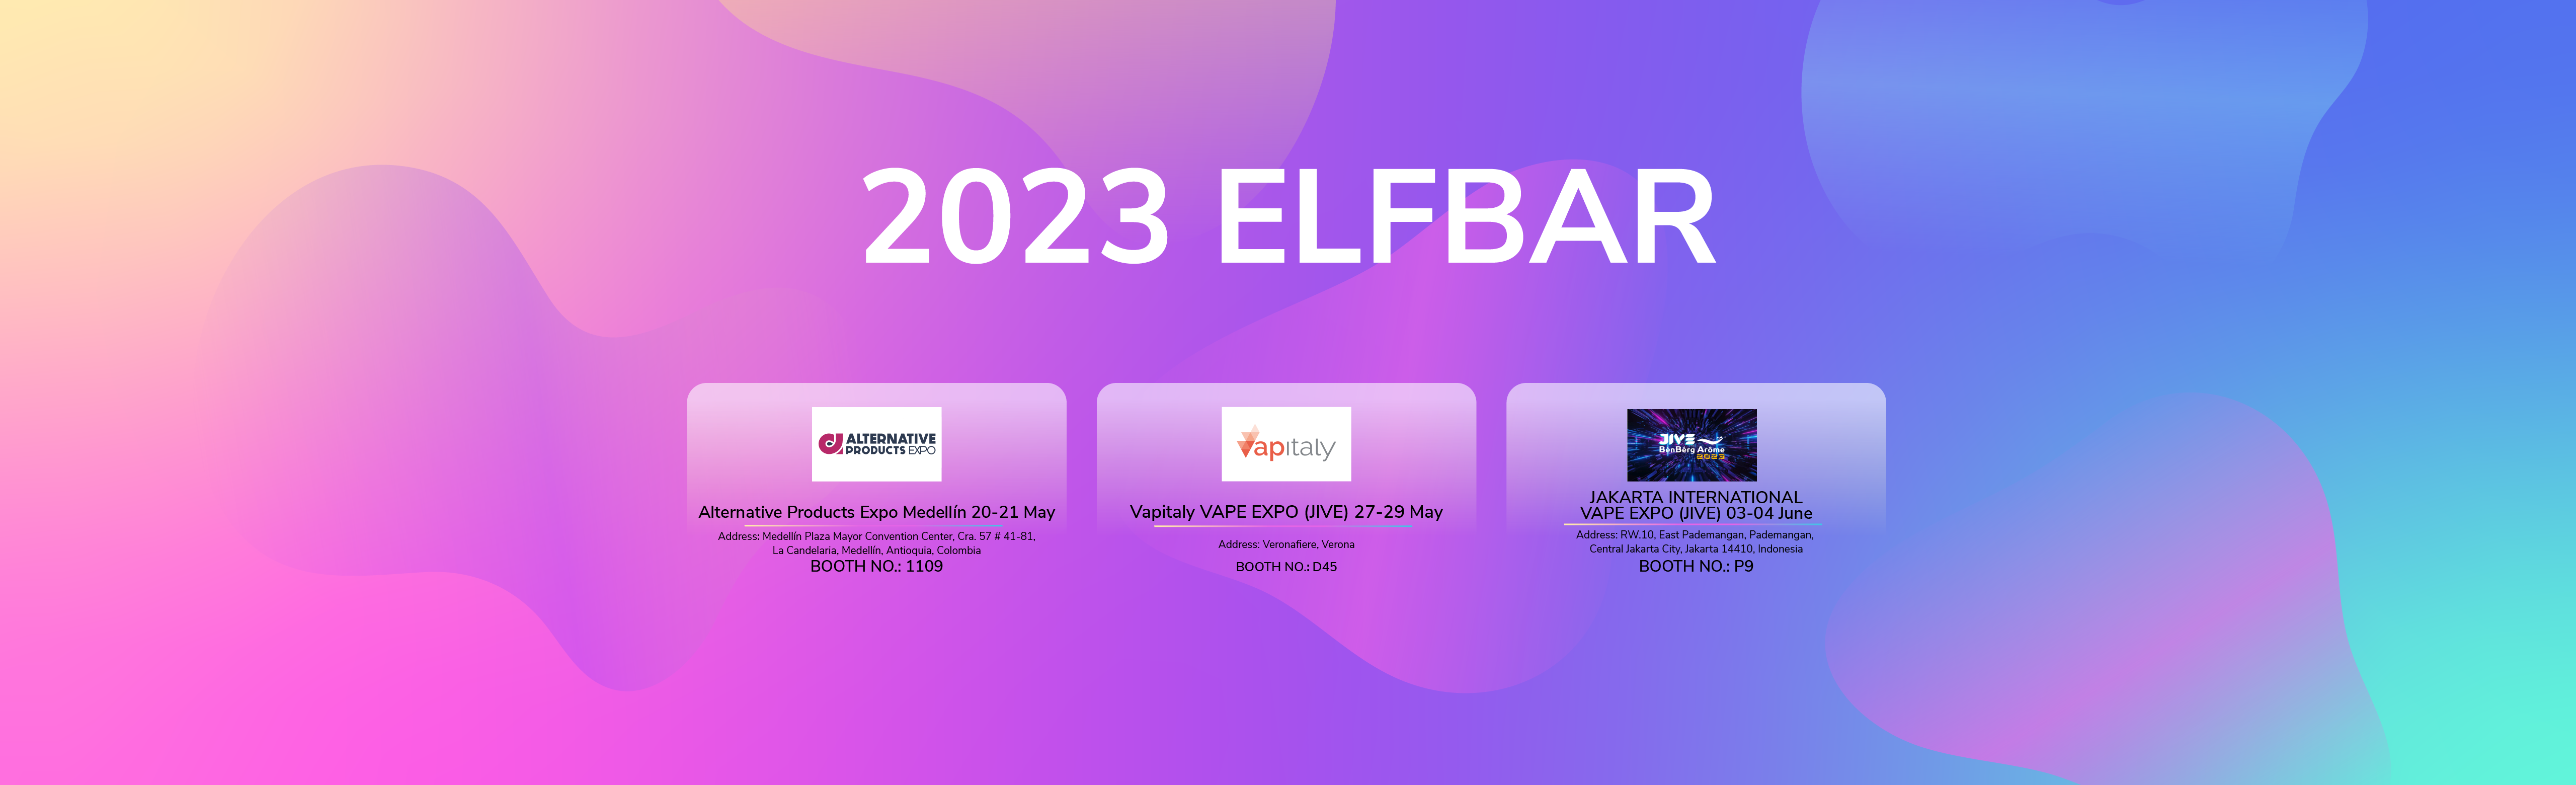 2023 ELFBAR
ALTERNATIVE
PRODUCTS EXPO
Alternative Products Expo Medellín 20-21 May
Address: Medellín Plaza Mayor Convention Center, Cra. 57 # 41-81,
La Candelaria, Medellín, Antioquia, Colombia
BOOTH NO.: 1109
Vapitaly
Vapitaly VAPE EXPO (JIVE) 27-29 May
Address: Veronafiere, Verona
BOOTH NO.: D45
JIVE
BenBerg Arôme
2023
JAKARTA INTERNATIONAL
VAPE EXPO (JIVE) 03-04 June
Address: RW.10, East Pademangan, Pademangan,
Central Jakarta City, Jakarta 14410, Indonesia
BOOTH NO.: P9